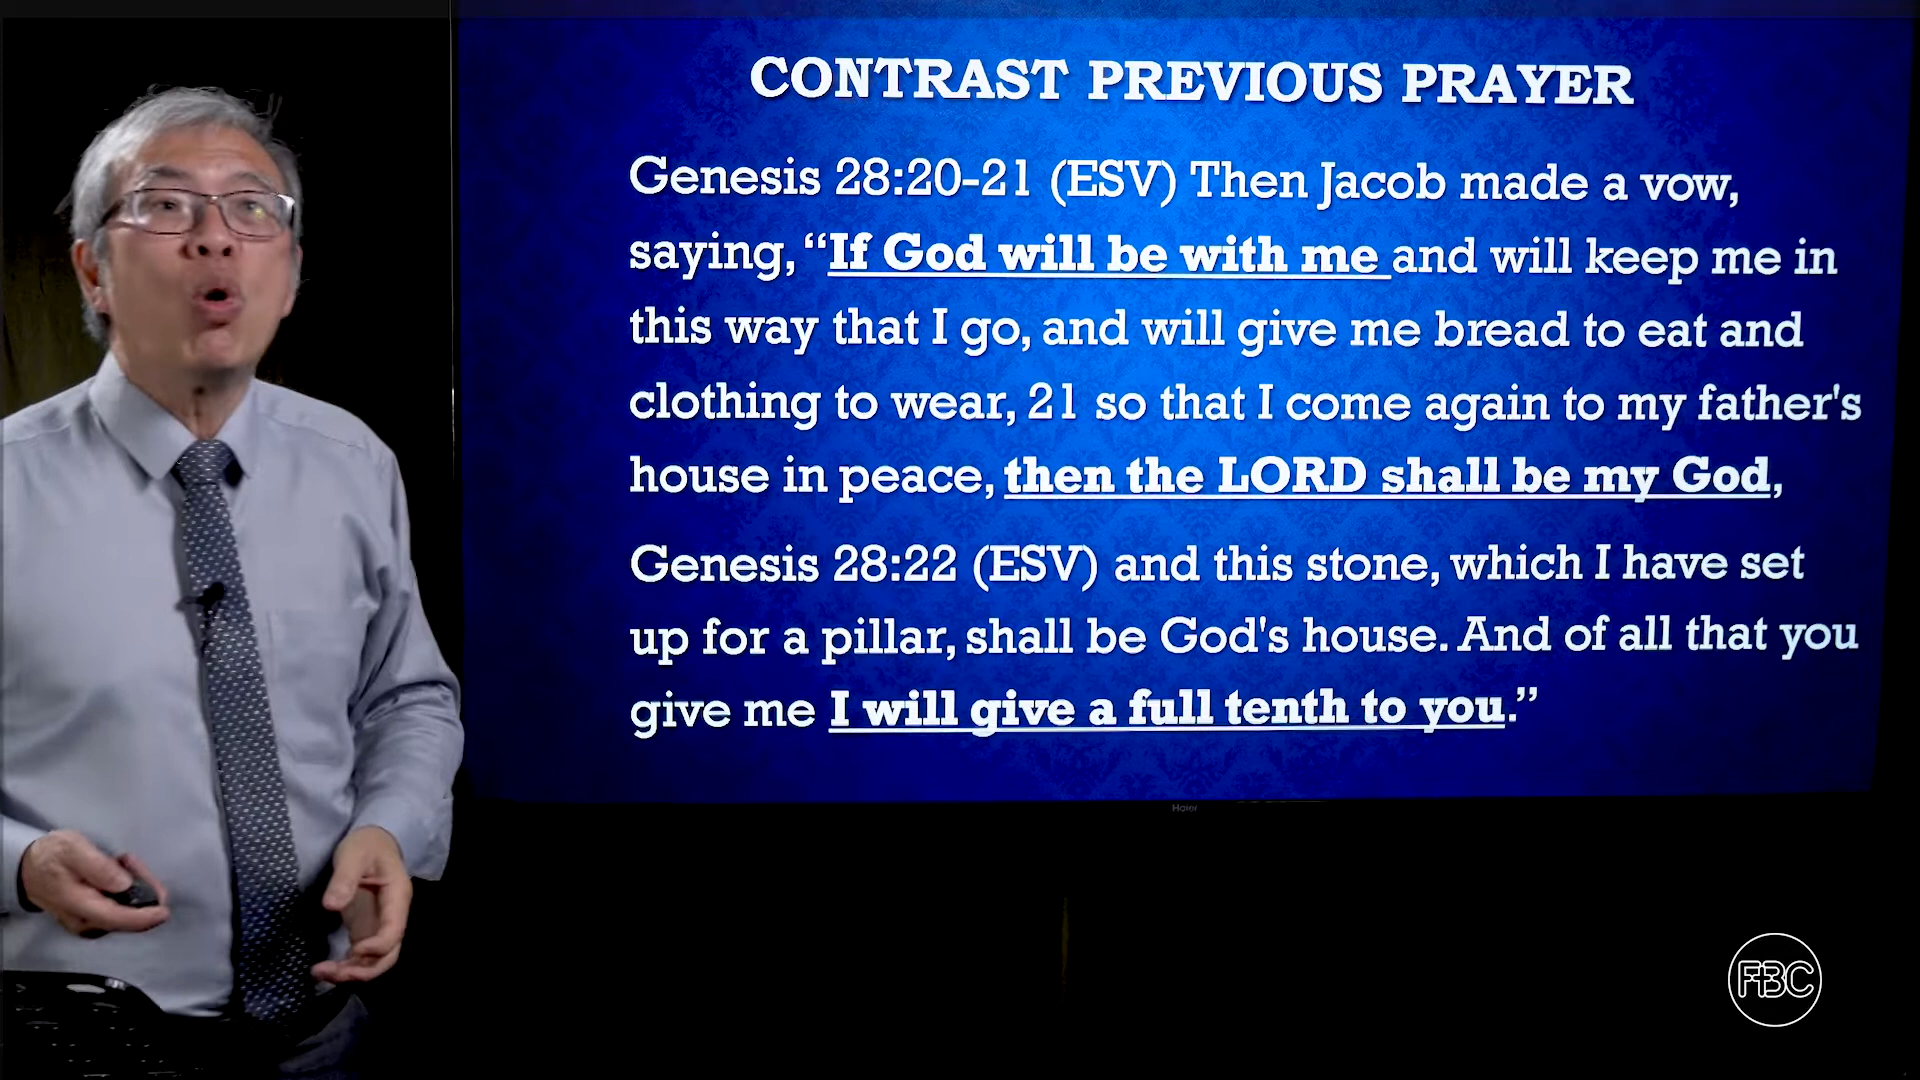 CONTRAST PREVIOUS PRAYER
Genesis 28:20-21 (ESV) Then Jacob made a vow,
saying, “If God will be with me and will keep me in
this way that I go, and will give me bread to eat and
clothing to wear, 21 so that I come again to my father's
house in peace, then the LORD shall be my God,
Genesis 28:22 (ESV) and this stone, which I have set
up for a pillar, shall be God's house. And of all that you
give me I will give a full tenth to you.”
Haier
FBC